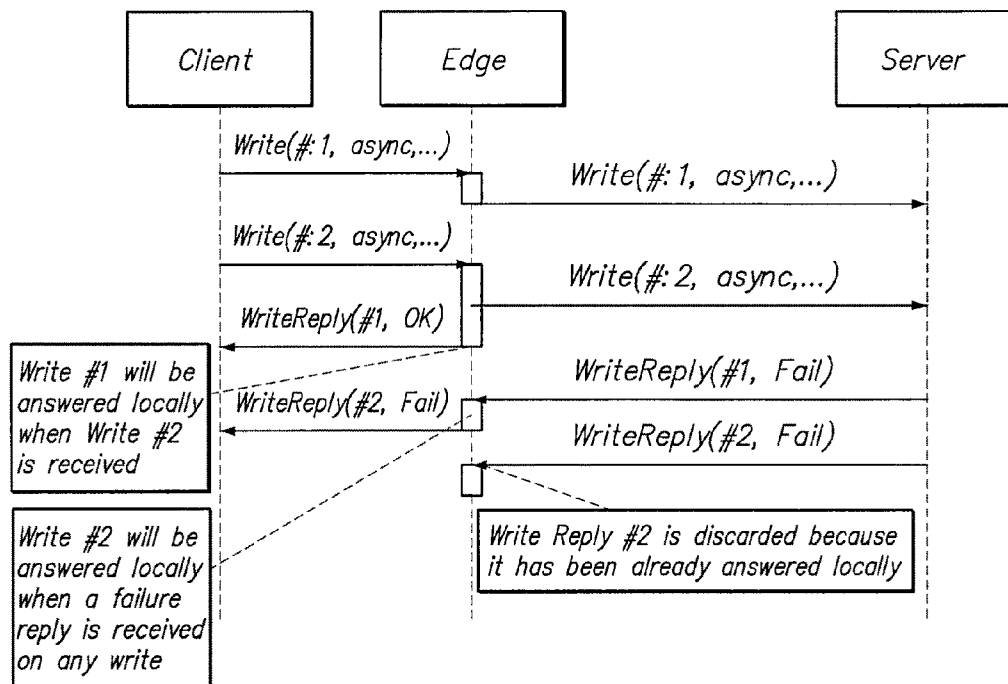 Client
Edge
Server
Write(#:1, async,...)
Write(#:1, async,...)
Write(#:2, async,...)
Write(#:2, async,...)
WriteReply(#1, OK)
Write #1 will be
answered locally
when Write #2
is received
WriteReply(#1, Fail)
WriteReply(#2, Fail)
WriteReply(#2, Fail)
Write #2 will be
answered locally
when a failure
reply is received
on any write
Write Reply #2 is discarded because
it has been already answered locally